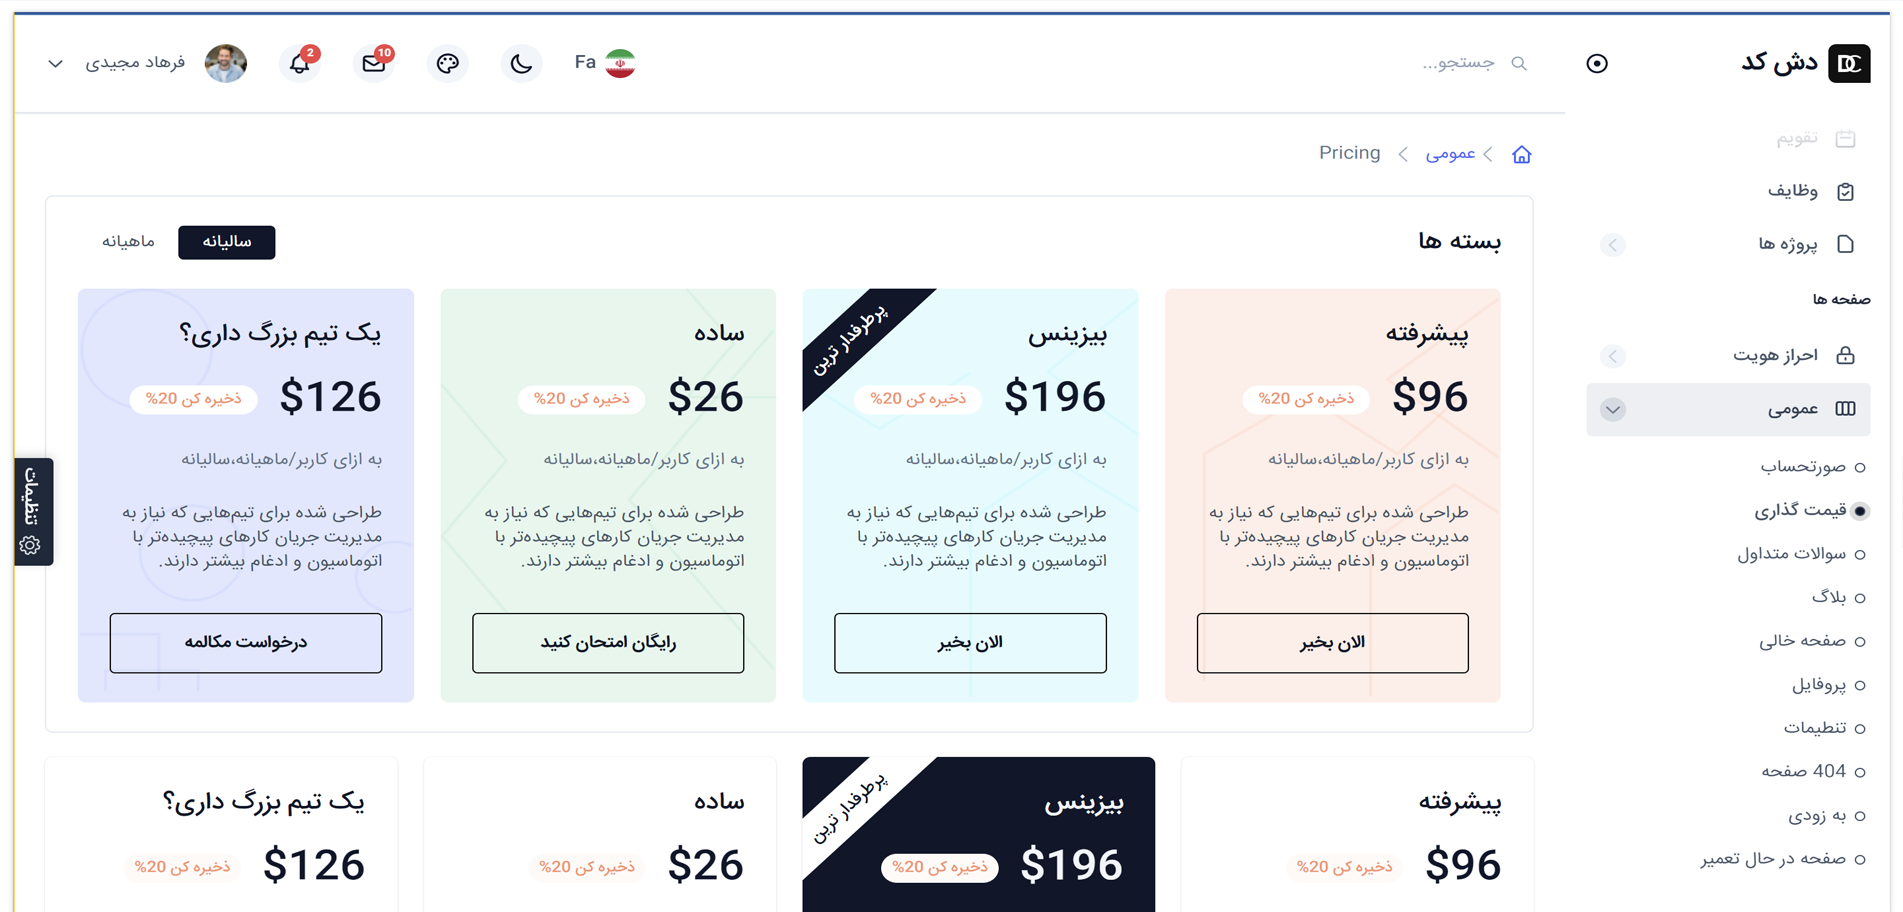 دش کد
جستجو...
Fa
10
2
فرهاد مجیدی
تقویم
وظایف
پروژه ها
صفحه ها
احراز هویت
عمومی
صورتحساب
قیمت گذاری
سوالات متداول
بلاگ
صفحه خالی
پروفایل
تنطیمات
404 صفحه
به زودی
صفحه در حال تعمیر
عمومی
Pricing
بسته ها
سالیانه
ماهیانه
پیشرفته
$96
ذخیره کن 20%
به ازای کاربر/ماهیانه،سالیانه
طراحی شده برای تیم‌هایی که نیاز به
مدیریت جریان کارهای پیچیده‌تر با
اتوماسیون و ادغام بیشتر دارند.
الان بخیر
پرطرفدار ترین
بیزینس
$196
ذخیره کن 20%
به ازای کاربر/ماهیانه،سالیانه
طراحی شده برای تیم‌هایی که نیاز به
مدیریت جریان کارهای پیچیده‌تر با
اتوماسیون و ادغام بیشتر دارند.
الان بخیر
ساده
$26
ذخیره کن 20%
به ازای کاربر/ماهیانه،سالیانه
طراحی شده برای تیم‌هایی که نیاز به
مدیریت جریان کارهای پیچیده‌تر با
اتوماسیون و ادغام بیشتر دارند.
رایگان امتحان کنید
یک تیم بزرگ داری؟
$126
ذخیره کن 20%
به ازای کاربر/ماهیانه،سالیانه
طراحی شده برای تیم‌هایی که نیاز به
مدیریت جریان کارهای پیچیده‌تر با
اتوماسیون و ادغام بیشتر دارند.
درخواست مکالمه
تنظیمات
پیشرفته
$96
ذخیره کن 20%
پرطرفدار ترین
بیزینس
$196
ذخیره کن 20%
ساده
$26
ذخیره کن 20%
یک تیم بزرگ داری؟
$126
ذخیره کن 20%